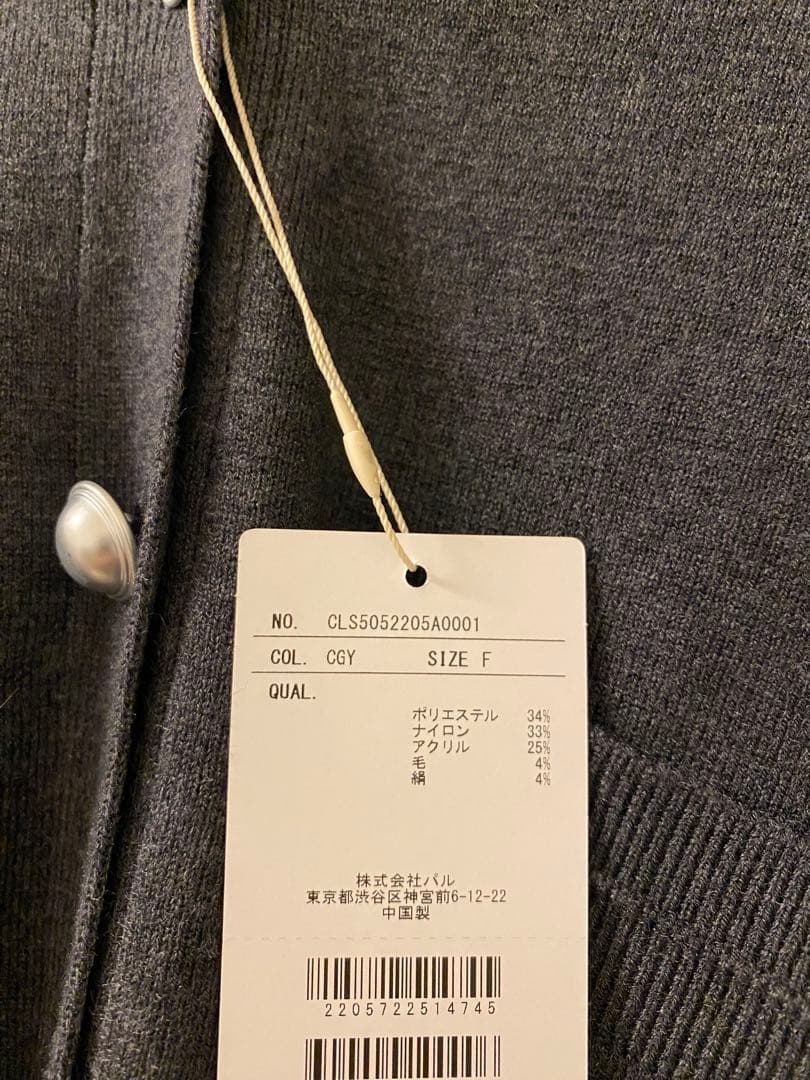 NO. CLS5052205A0001
COL. CGY SIZE F
QUAL.
ポリエステル 34%
ナイロン 33%
アクリル 25%
毛 4%
絹 4%
株式会社パル
東京都渋谷区神宮前6-12-22
中国製
2205722514745